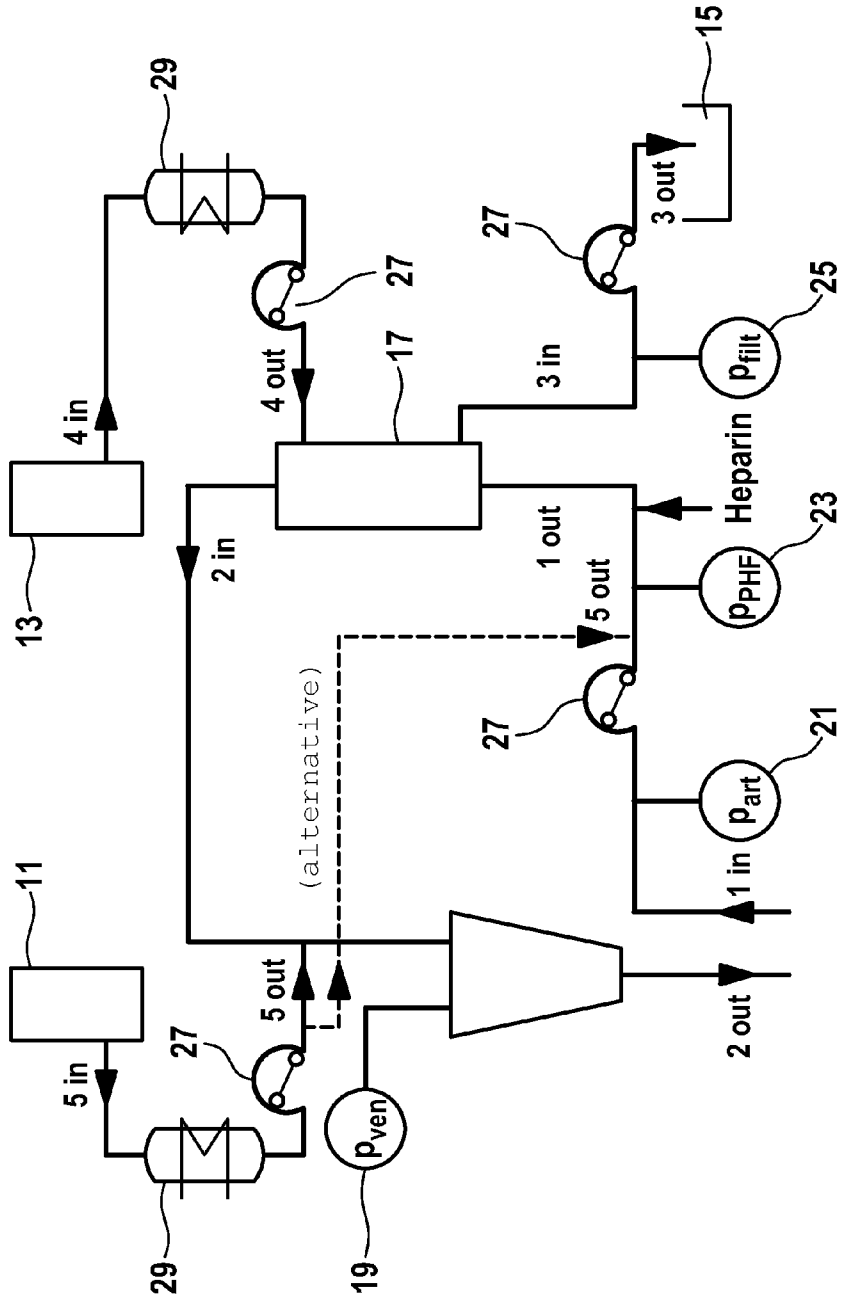 11
5 in
29
27
5 out
p_ven
19
(alternative)
2 out
2 in
13
4 in
29
27
4 out
17
3 in
1 out
5 out
27
1 in
p_art
21
p_PHF
23
Heparin
p_filt
25
27
3 out
15